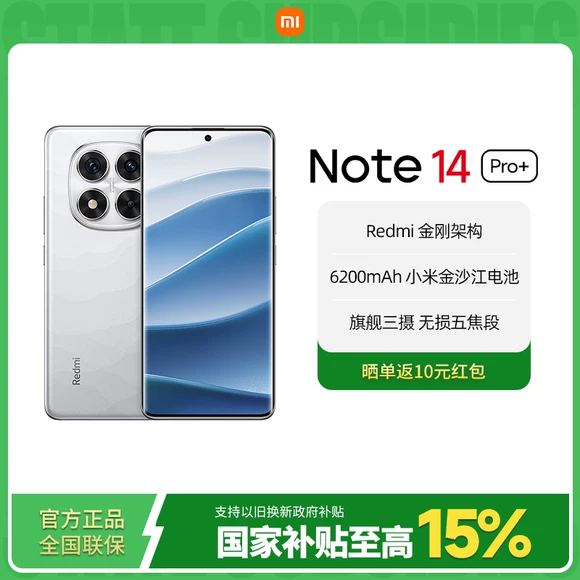 STATE SUBSIDIES
Note 14 Pro+
Redmi 金刚架构
6200mAh 小米金沙江电池
旗舰三摄 无损五焦段
晒单返10元红包
Redmi
官方正品
全国联保
支持以旧换新政府补贴
国家补贴至高15%